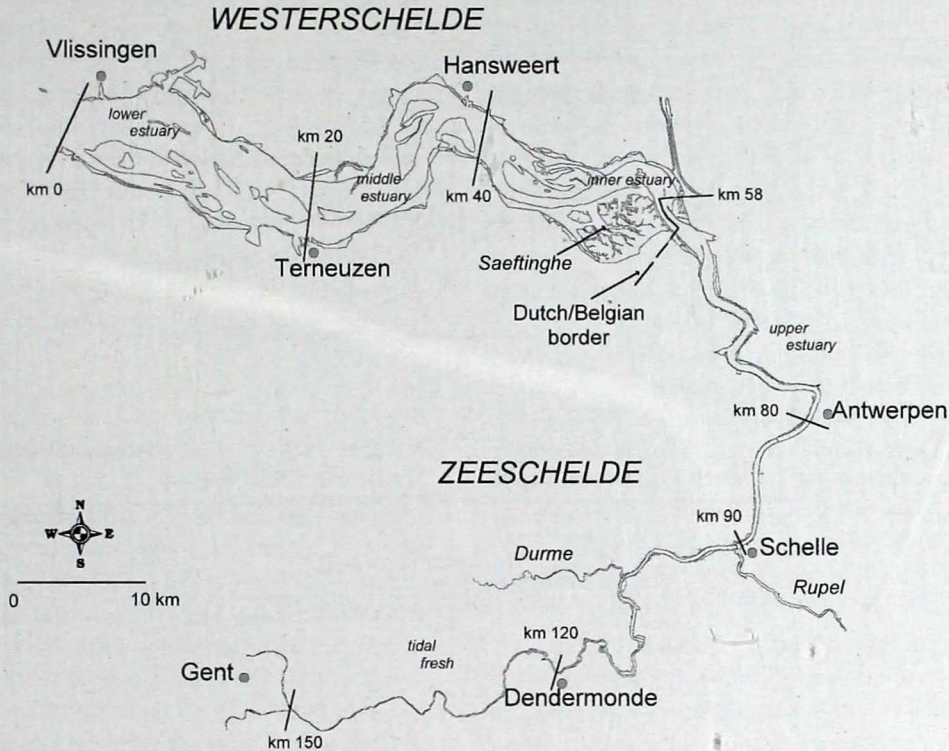 WESTERSCHELDE
Vlissingen
Hansweert
lower
estuary
km 20
middle
estuary
inner estuary
km 0
km 40
km 58
Saeftinghe
Terneuzen
Dutch/Belgian
border
upper
estuary
km 80
Antwerpen
ZEESCHELDE
N
W E
S
km 90
Schelle
Durme
Rupel
0 10 km
km 120
tidal
fresh
Gent
Dendermonde
km 150